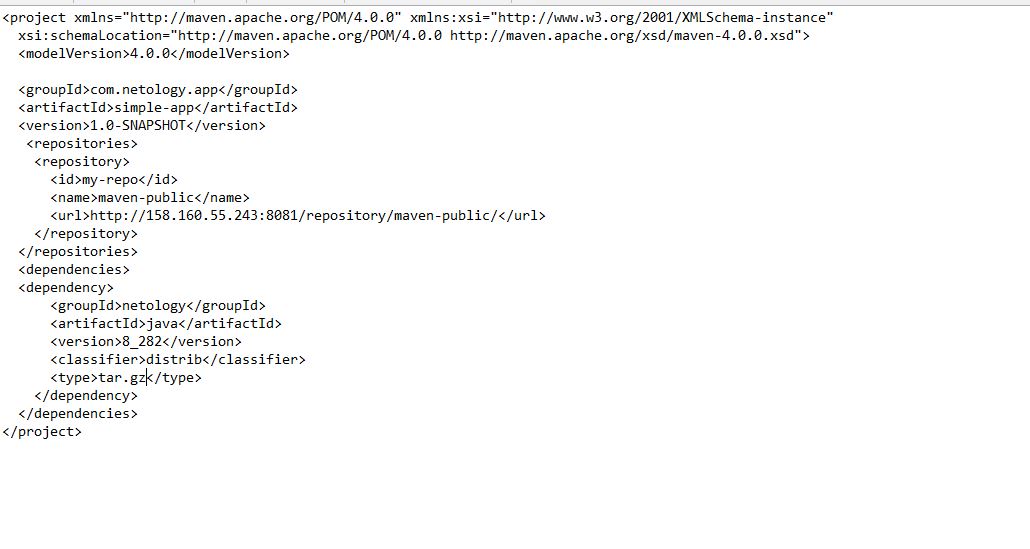 <project xmlns="http://maven.apache.org/POM/4.0.0" xmlns:xsi="http://www.w3.org/2001/XMLSchema-instance"
  xsi:schemaLocation="http://maven.apache.org/POM/4.0.0 http://maven.apache.org/xsd/maven-4.0.0.xsd">
  <modelVersion>4.0.0</modelVersion>

  <groupId>com.netology.app</groupId>
  <artifactId>simple-app</artifactId>
  <version>1.0-SNAPSHOT</version>
   <repositories>
    <repository>
      <id>my-repo</id>
      <name>maven-public</name>
      <url>http://158.160.55.243:8081/repository/maven-public/</url>
    </repository>
  </repositories>
  <dependencies>
  <dependency>
      <groupId>netology</groupId>
      <artifactId>java</artifactId>
      <version>8_282</version>
      <classifier>distrib</classifier>
      <type>tar.gz</type>
    </dependency>
  </dependencies>
</project>